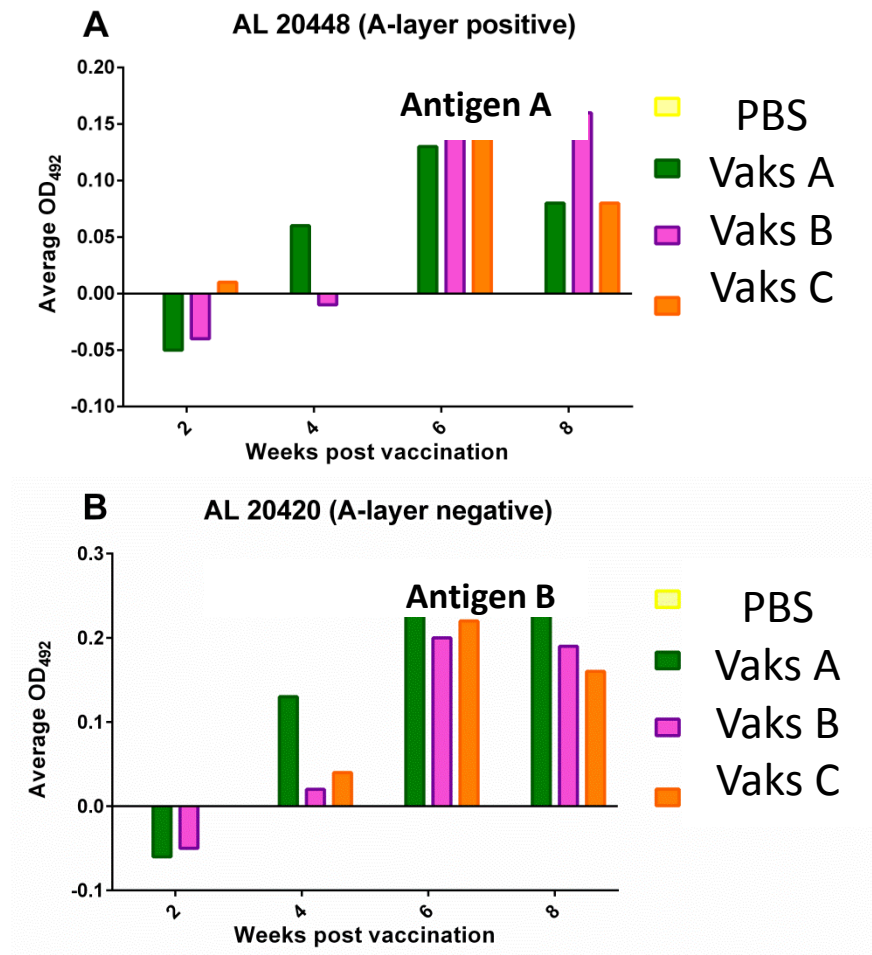 A
AL 20448 (A-layer positive)
0.20
0.15
0.10
0.05
0.00
-0.05
-0.10
Average OD492
Antigen A
2
4
6
8
Weeks post vaccination
PBS
Vaks A
Vaks B
Vaks C
B
AL 20420 (A-layer negative)
0.3
0.2
0.1
0.0
-0.1
Average OD492
Antigen B
2
4
6
8
Weeks post vaccination
PBS
Vaks A
Vaks B
Vaks C